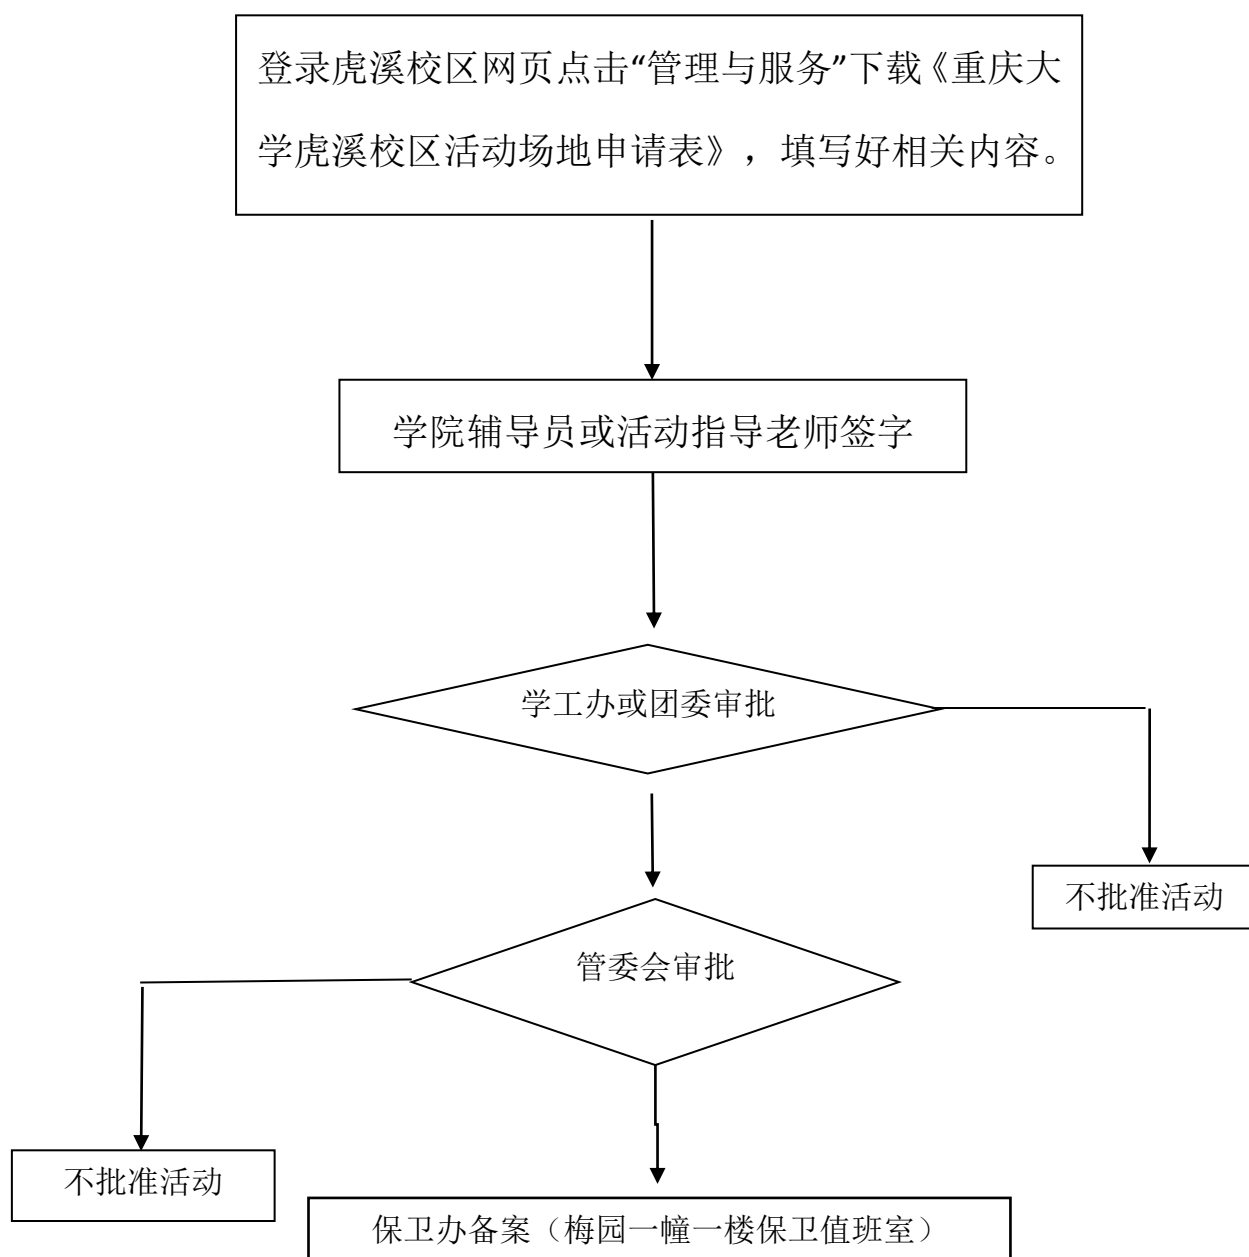 登录虎溪校区网页点击“管理与服务”下载《重庆大
学虎溪校区活动场地申请表》，填写好相关内容。
学院辅导员或活动指导老师签字
学工办或团委审批
不批准活动
管委会审批
不批准活动
保卫办备案（梅园一幢一楼保卫值班室）